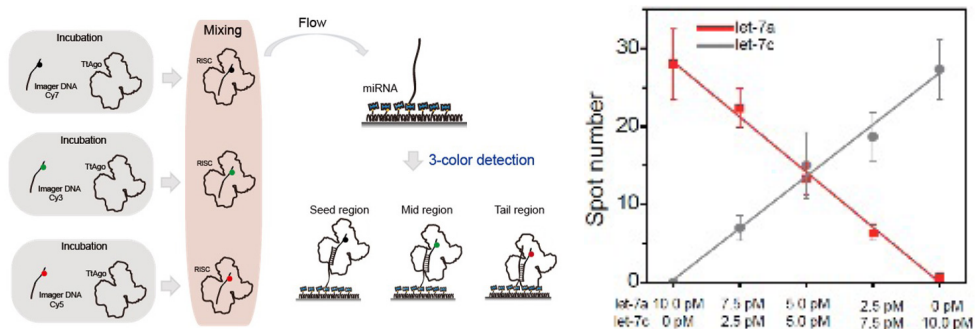 Incubation
TtAgo
Imager DNA
Cy7
Incubation
TtAgo
Imager DNA
Cy3
Incubation
TtAgo
Imager DNA
Cy5
Mixing
RISC
RISC
RISC
Flow
miRNA
3-color detection
Seed region
Mid region
Tail region
let-7a
let-7c
Spot number
30
20
10
0
let-7a 10.0 pM 7.5 pM 5.0 pM 2.5 pM 0 pM
let-7c 0 pM 2.5 pM 5.0 pM 7.5 pM 10.0 pM